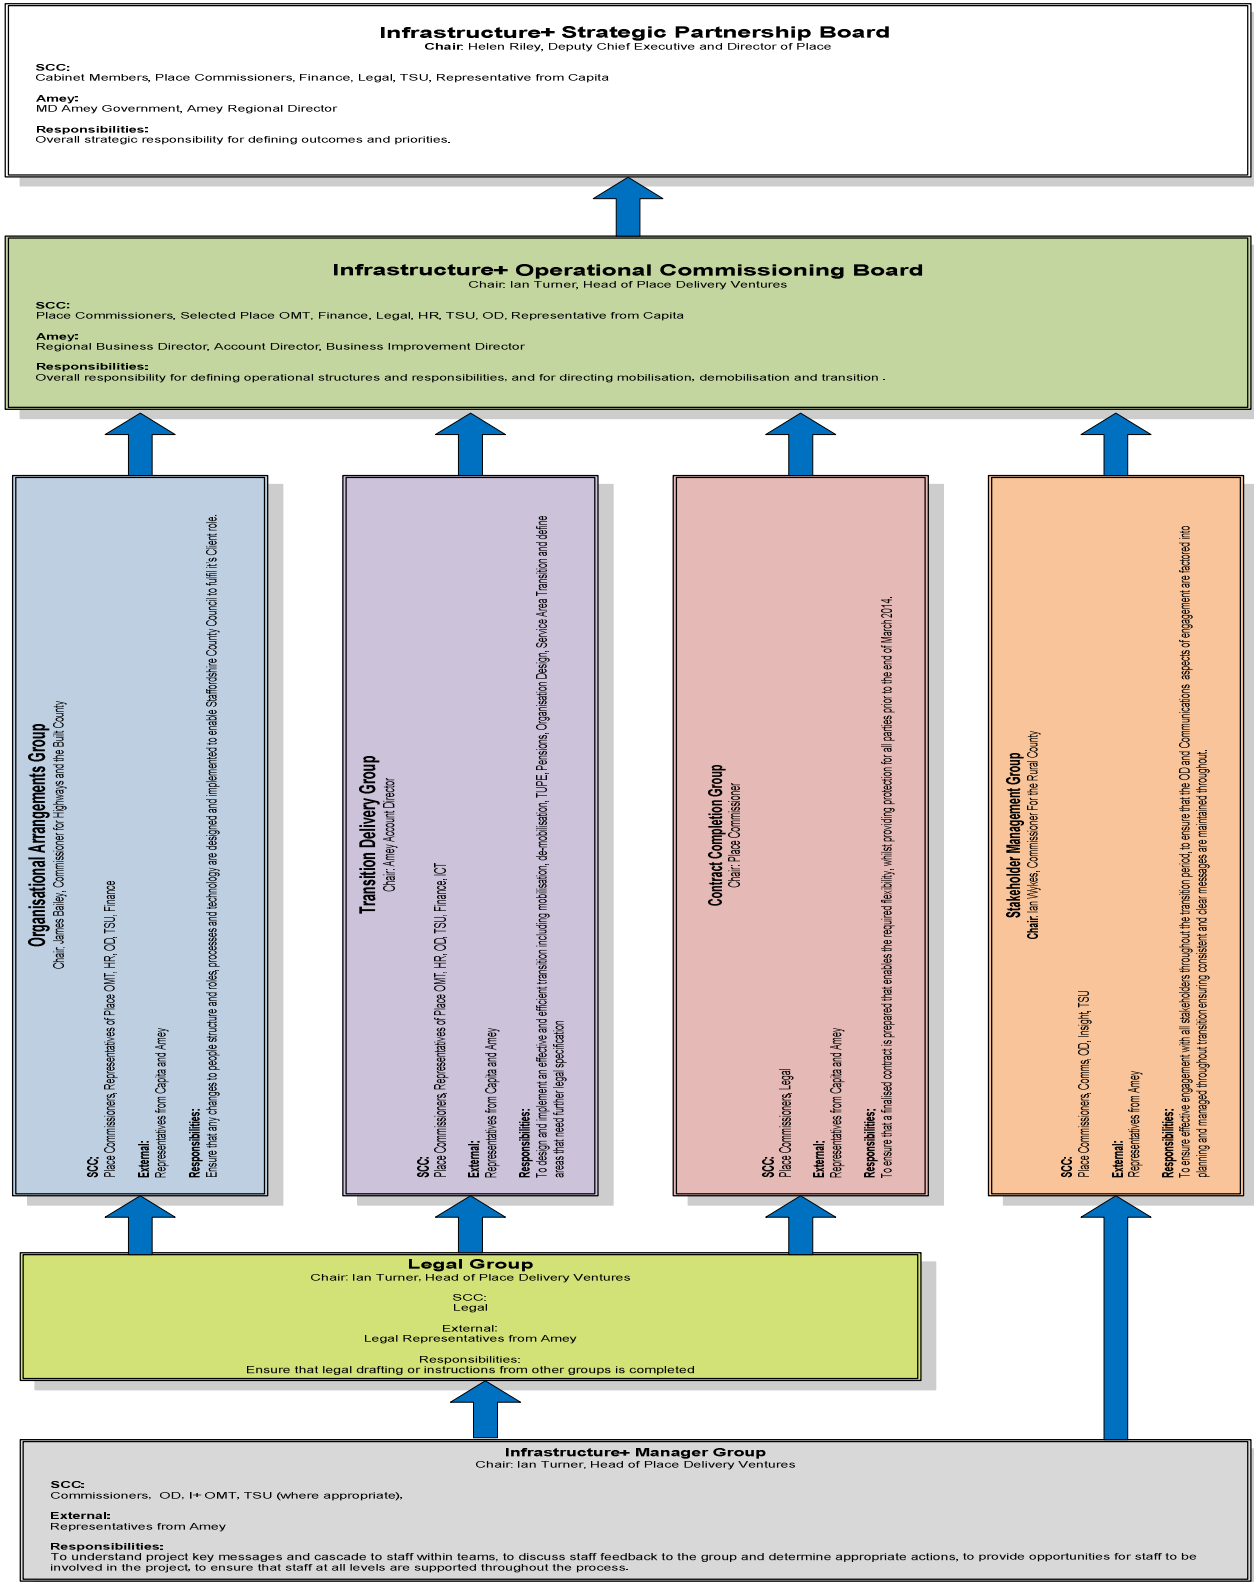 Infrastructure+ Strategic Partnership Board
Chair: Helen Riley, Deputy Chief Executive and Director of Place
SCC:
Cabinet Members, Place Commissioners, Finance, Legal, TSU, Representative from Capita
Amey:
MD Amey Government, Amey Regional Director
Responsibilities:
Overall strategic responsibility for defining outcomes and priorities.
Infrastructure+ Operational Commissioning Board
Chair: Ian Turner, Head of Place Delivery Ventures
SCC:
Place Commissioners, Selected Place OMT, Finance, Legal, HR, TSU, OD, Representative from Capita
Amey:
Regional Business Director, Account Director, Business Improvement Director
Responsibilities:
Overall responsibility for defining operational structures and responsibilities, and for directing mobilisation, demobilisation and transition .
Organisational Arrangements Group
Chair: James Bailey, Commissioner for Highways and the Built County
SCC:
Place Commissioners, Representatives of Place OMT, HR, OD, TSU, Finance
External:
Representatives from Capita and Amey
Responsibilities:
Ensure that any changes to people structure and roles, processes and technology are designed and implemented to enable Staffordshire County Council to fulfil it's Client role.
Transition Delivery Group
Chair: Amey Account Director
SCC:
Place Commissioners, Representatives of Place OMT, HR, OD, TSU, Finance, ICT
External:
Representatives from Capita and Amey
Responsibilities:
To design and implement an effective and efficient transition including mobilisation, de-mobilisation, TUPE, Pensions, Organisation Design, Service Area Transition and define
areas that need further legal specification
Contract Completion Group
Chair: Place Commissioner
SCC:
Place Commissioners, Legal
External:
Representatives from Capita and Amey
Responsibilities;
To ensure that a finalised contract is prepared that enables the required flexibility, whilst providing protection for all parties prior to the end of March 2014.
Stakeholder Management Group
Chair: Ian Wykes, Commissioner For the Rural County
SCC:
Place Commissioners, Comms, OD, Insight, TSU
External:
Representatives from Amey
Responsibilities:
To ensure effective engagement with all stakeholders throughout the transition period, to ensure that the OD and Communications aspects of engagement are factored into
planning and managed throughout transition ensuring consistent and clear messages are maintained throughout.
Legal Group
Chair: Ian Turner, Head of Place Delivery Ventures
SCC:
Legal
External:
Legal Representatives from Amey
Responsibilities:
Ensure that legal drafting or instructions from other groups is completed
Infrastructure+ Manager Group
Chair: Ian Turner, Head of Place Delivery Ventures
SCC:
Commissioners, OD, I+ OMT, TSU (where appropriate),
External:
Representatives from Amey
Responsibilities:
To understand project key messages and cascade to staff within teams, to discuss staff feedback to the group and determine appropriate actions, to provide opportunities for staff to be
involved in the project, to ensure that staff at all levels are supported throughout the process.